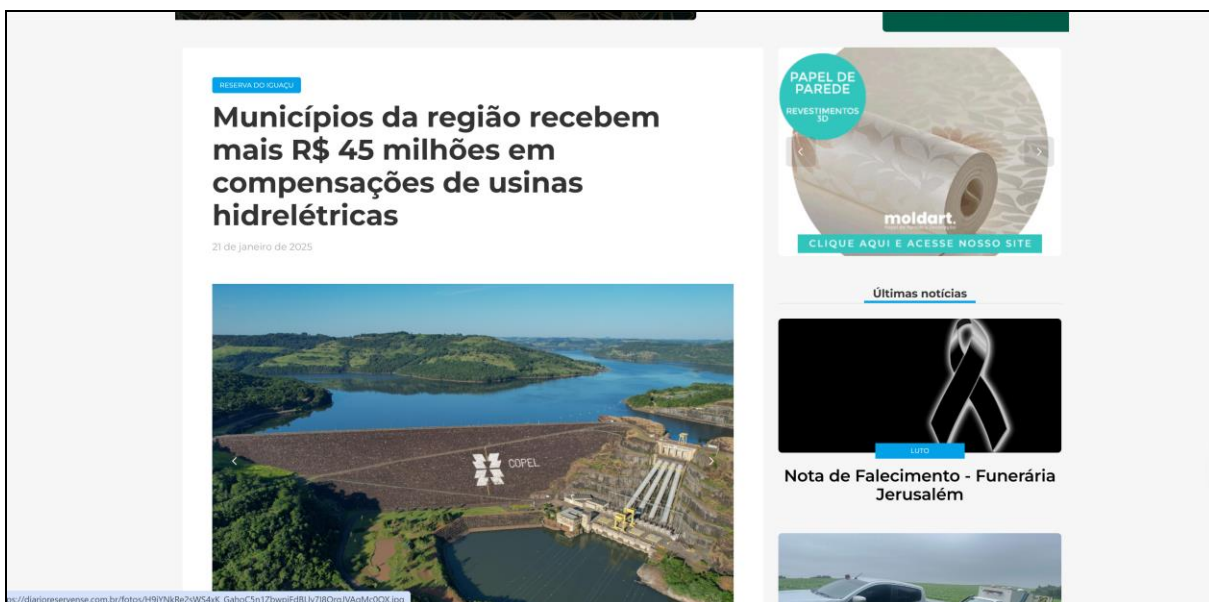 RESERVA DO IGUAÇU
Municípios da região recebem
mais R$ 45 milhões em
compensações de usinas
hidrelétricas
21 de janeiro de 2025
COPEL
PAPEL DE
PAREDE
REVESTIMENTOS
3D
moldart.
CLIQUE AQUI E ACESSE NOSSO SITE
Últimas notícias
LUTO
Nota de Falecimento - Funerária
Jerusalém